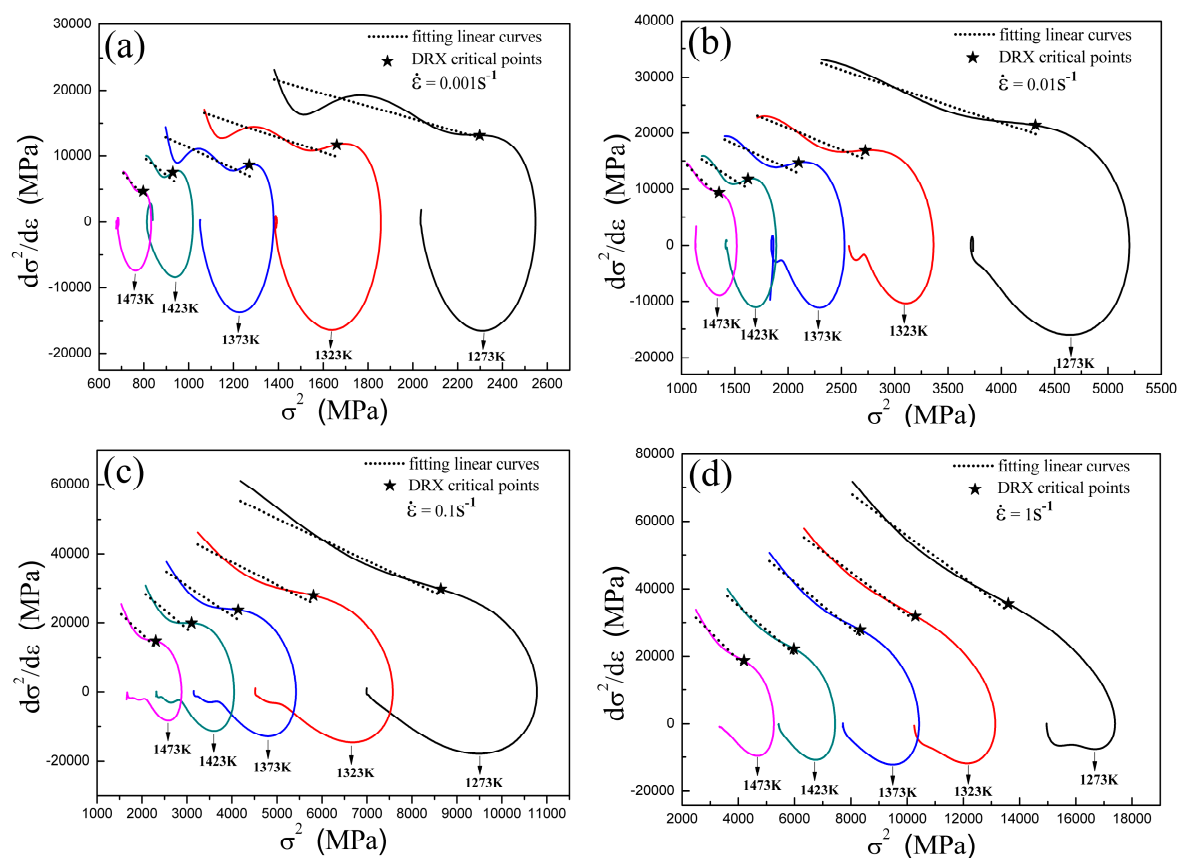 (a)
fitting linear curves
DRX critical points
ε̇ = 0.001S⁻¹
30000
20000
10000
0
-10000
-20000
dσ²/dε (MPa)
1473K
1423K
1373K
1323K
1273K
600 800 1000 1200 1400 1600 1800 2000 2200 2400 2600
σ² (MPa)
(b)
fitting linear curves
DRX critical points
ε̇ = 0.01S⁻¹
40000
30000
20000
10000
0
-10000
-20000
dσ²/dε (MPa)
1473K
1423K
1373K
1323K
1273K
1000 1500 2000 2500 3000 3500 4000 4500 5000 5500
σ² (MPa)
(c)
fitting linear curves
DRX critical points
ε̇ = 0.1S⁻¹
60000
40000
20000
0
-20000
dσ²/dε (MPa)
1473K
1423K
1373K
1323K
1273K
1000 2000 3000 4000 5000 6000 7000 8000 9000 10000 11000
σ² (MPa)
(d)
fitting linear curves
DRX critical points
ε̇ = 1S⁻¹
80000
60000
40000
20000
0
-20000
dσ²/dε (MPa)
1473K
1423K
1373K
1323K
1273K
2000 4000 6000 8000 10000 12000 14000 16000 18000
σ² (MPa)